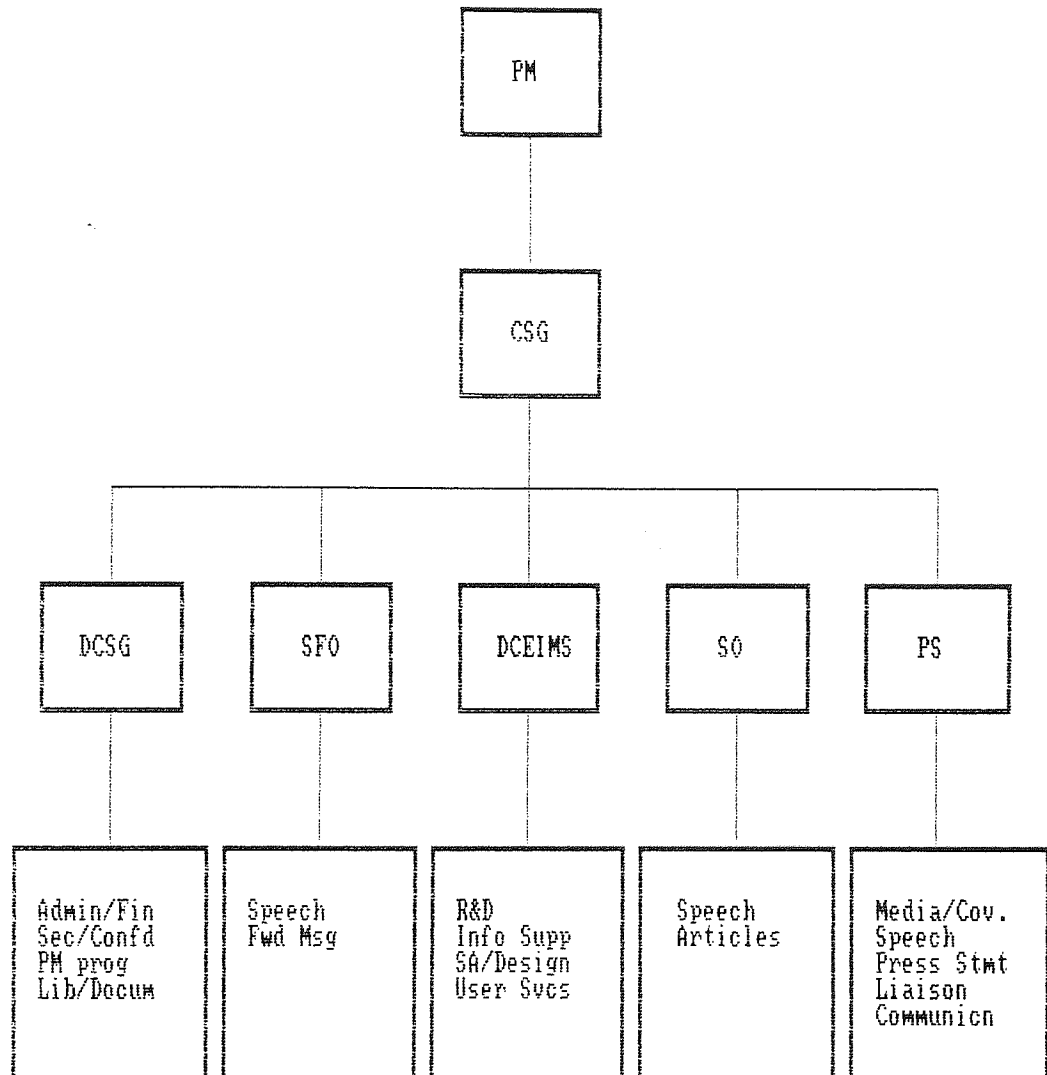 PM
CSG
DCSG
SFO
DCEIMS
SO
PS
Admin/Fin
Sec/Confd
PM prog
Lib/Docum
Speech
Fwd Msg
R&D
Info Supp
SA/Design
User Svcs
Speech
Articles
Media/Cov.
Speech
Press Stmt
Liaison
Communicn